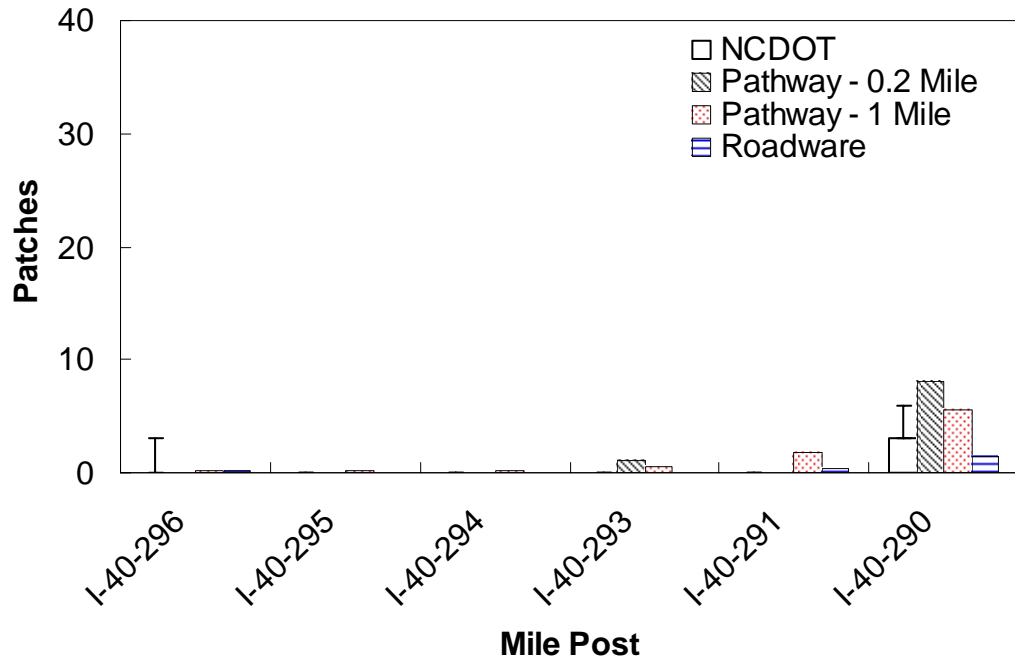 40
30
20
10
0
Patches
NCDOT
Pathway - 0.2 Mile
Pathway - 1 Mile
Roadware
I-40-296
I-40-295
I-40-294
I-40-293
I-40-291
I-40-290
Mile Post